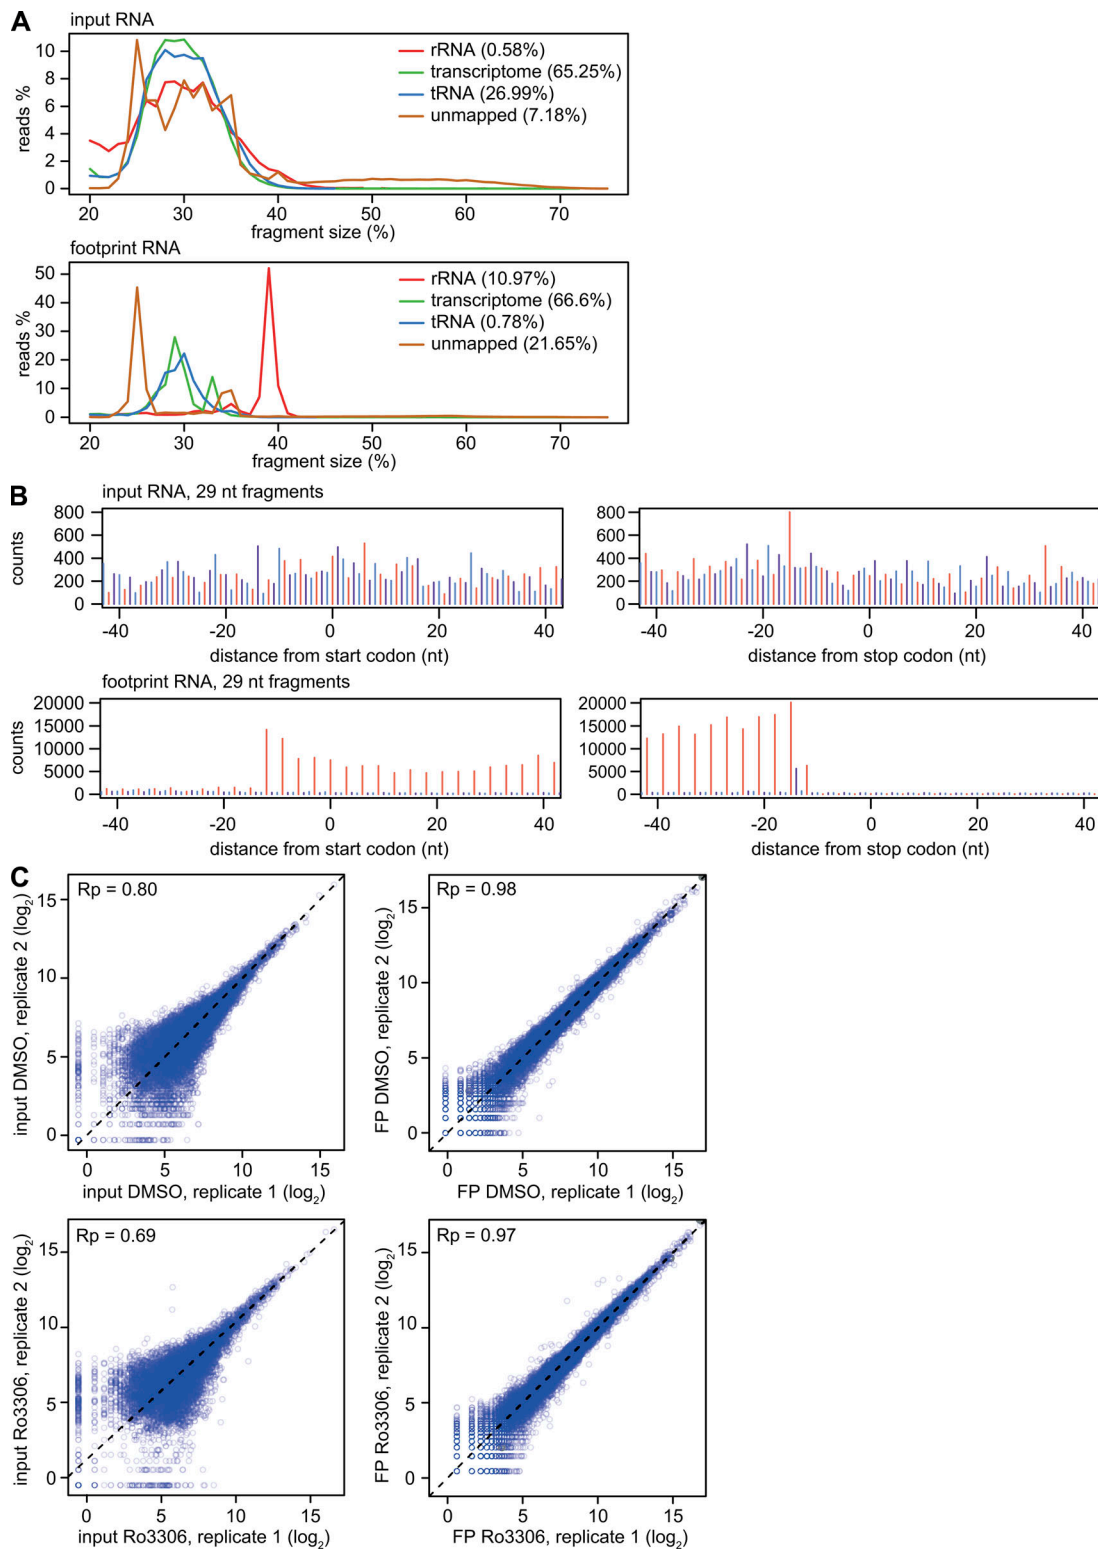 A
input RNA
rRNA (0.58%)
transcriptome (65.25%)
tRNA (26.99%)
unmapped (7.18%)
reads %
10
8
6
4
2
0
20 30 40 50 60 70
fragment size (%)
footprint RNA
rRNA (10.97%)
transcriptome (66.6%)
tRNA (0.78%)
unmapped (21.65%)
reads %
50
40
30
20
10
0
20 30 40 50 60 70
fragment size (%)
B
input RNA, 29 nt fragments
counts
800
600
400
200
0
-40 -20 0 20 40
distance from start codon (nt)
800
600
400
200
0
-40 -20 0 20 40
distance from stop codon (nt)
footprint RNA, 29 nt fragments
counts
20000
15000
10000
5000
0
-40 -20 0 20 40
distance from start codon (nt)
20000
15000
10000
5000
0
-40 -20 0 20 40
distance from stop codon (nt)
C
Rp = 0.80
input DMSO, replicate 2 (log2)
15
10
5
0
0 5 10 15
input DMSO, replicate 1 (log2)
Rp = 0.98
FP DMSO, replicate 2 (log2)
15
10
5
0
0 5 10 15
FP DMSO, replicate 1 (log2)
Rp = 0.69
input Ro3306, replicate 2 (log2)
15
10
5
0
0 5 10 15
input Ro3306, replicate 1 (log2)
Rp = 0.97
FP Ro3306, replicate 2 (log2)
15
10
5
0
0 5 10 15
FP Ro3306, replicate 1 (log2)